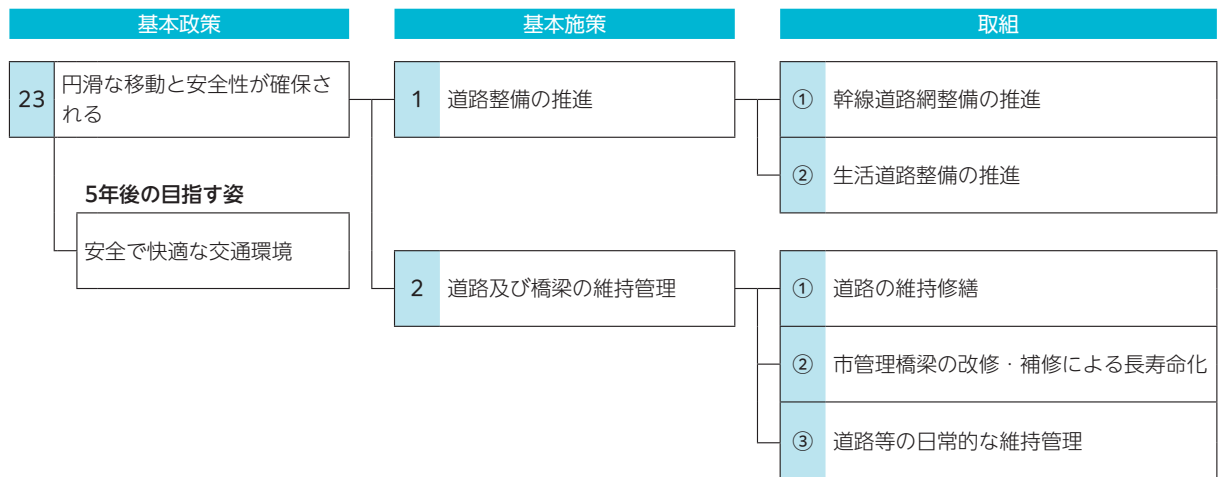 基本政策
基本施策
取組
23
円滑な移動と安全性が確保さ
れる
5年後の目指す姿
安全で快適な交通環境
1 道路整備の推進
① 幹線道路網整備の推進
② 生活道路整備の推進
2 道路及び橋梁の維持管理
① 道路の維持修繕
② 市管理橋梁の改修・補修による長寿命化
③ 道路等の日常的な維持管理